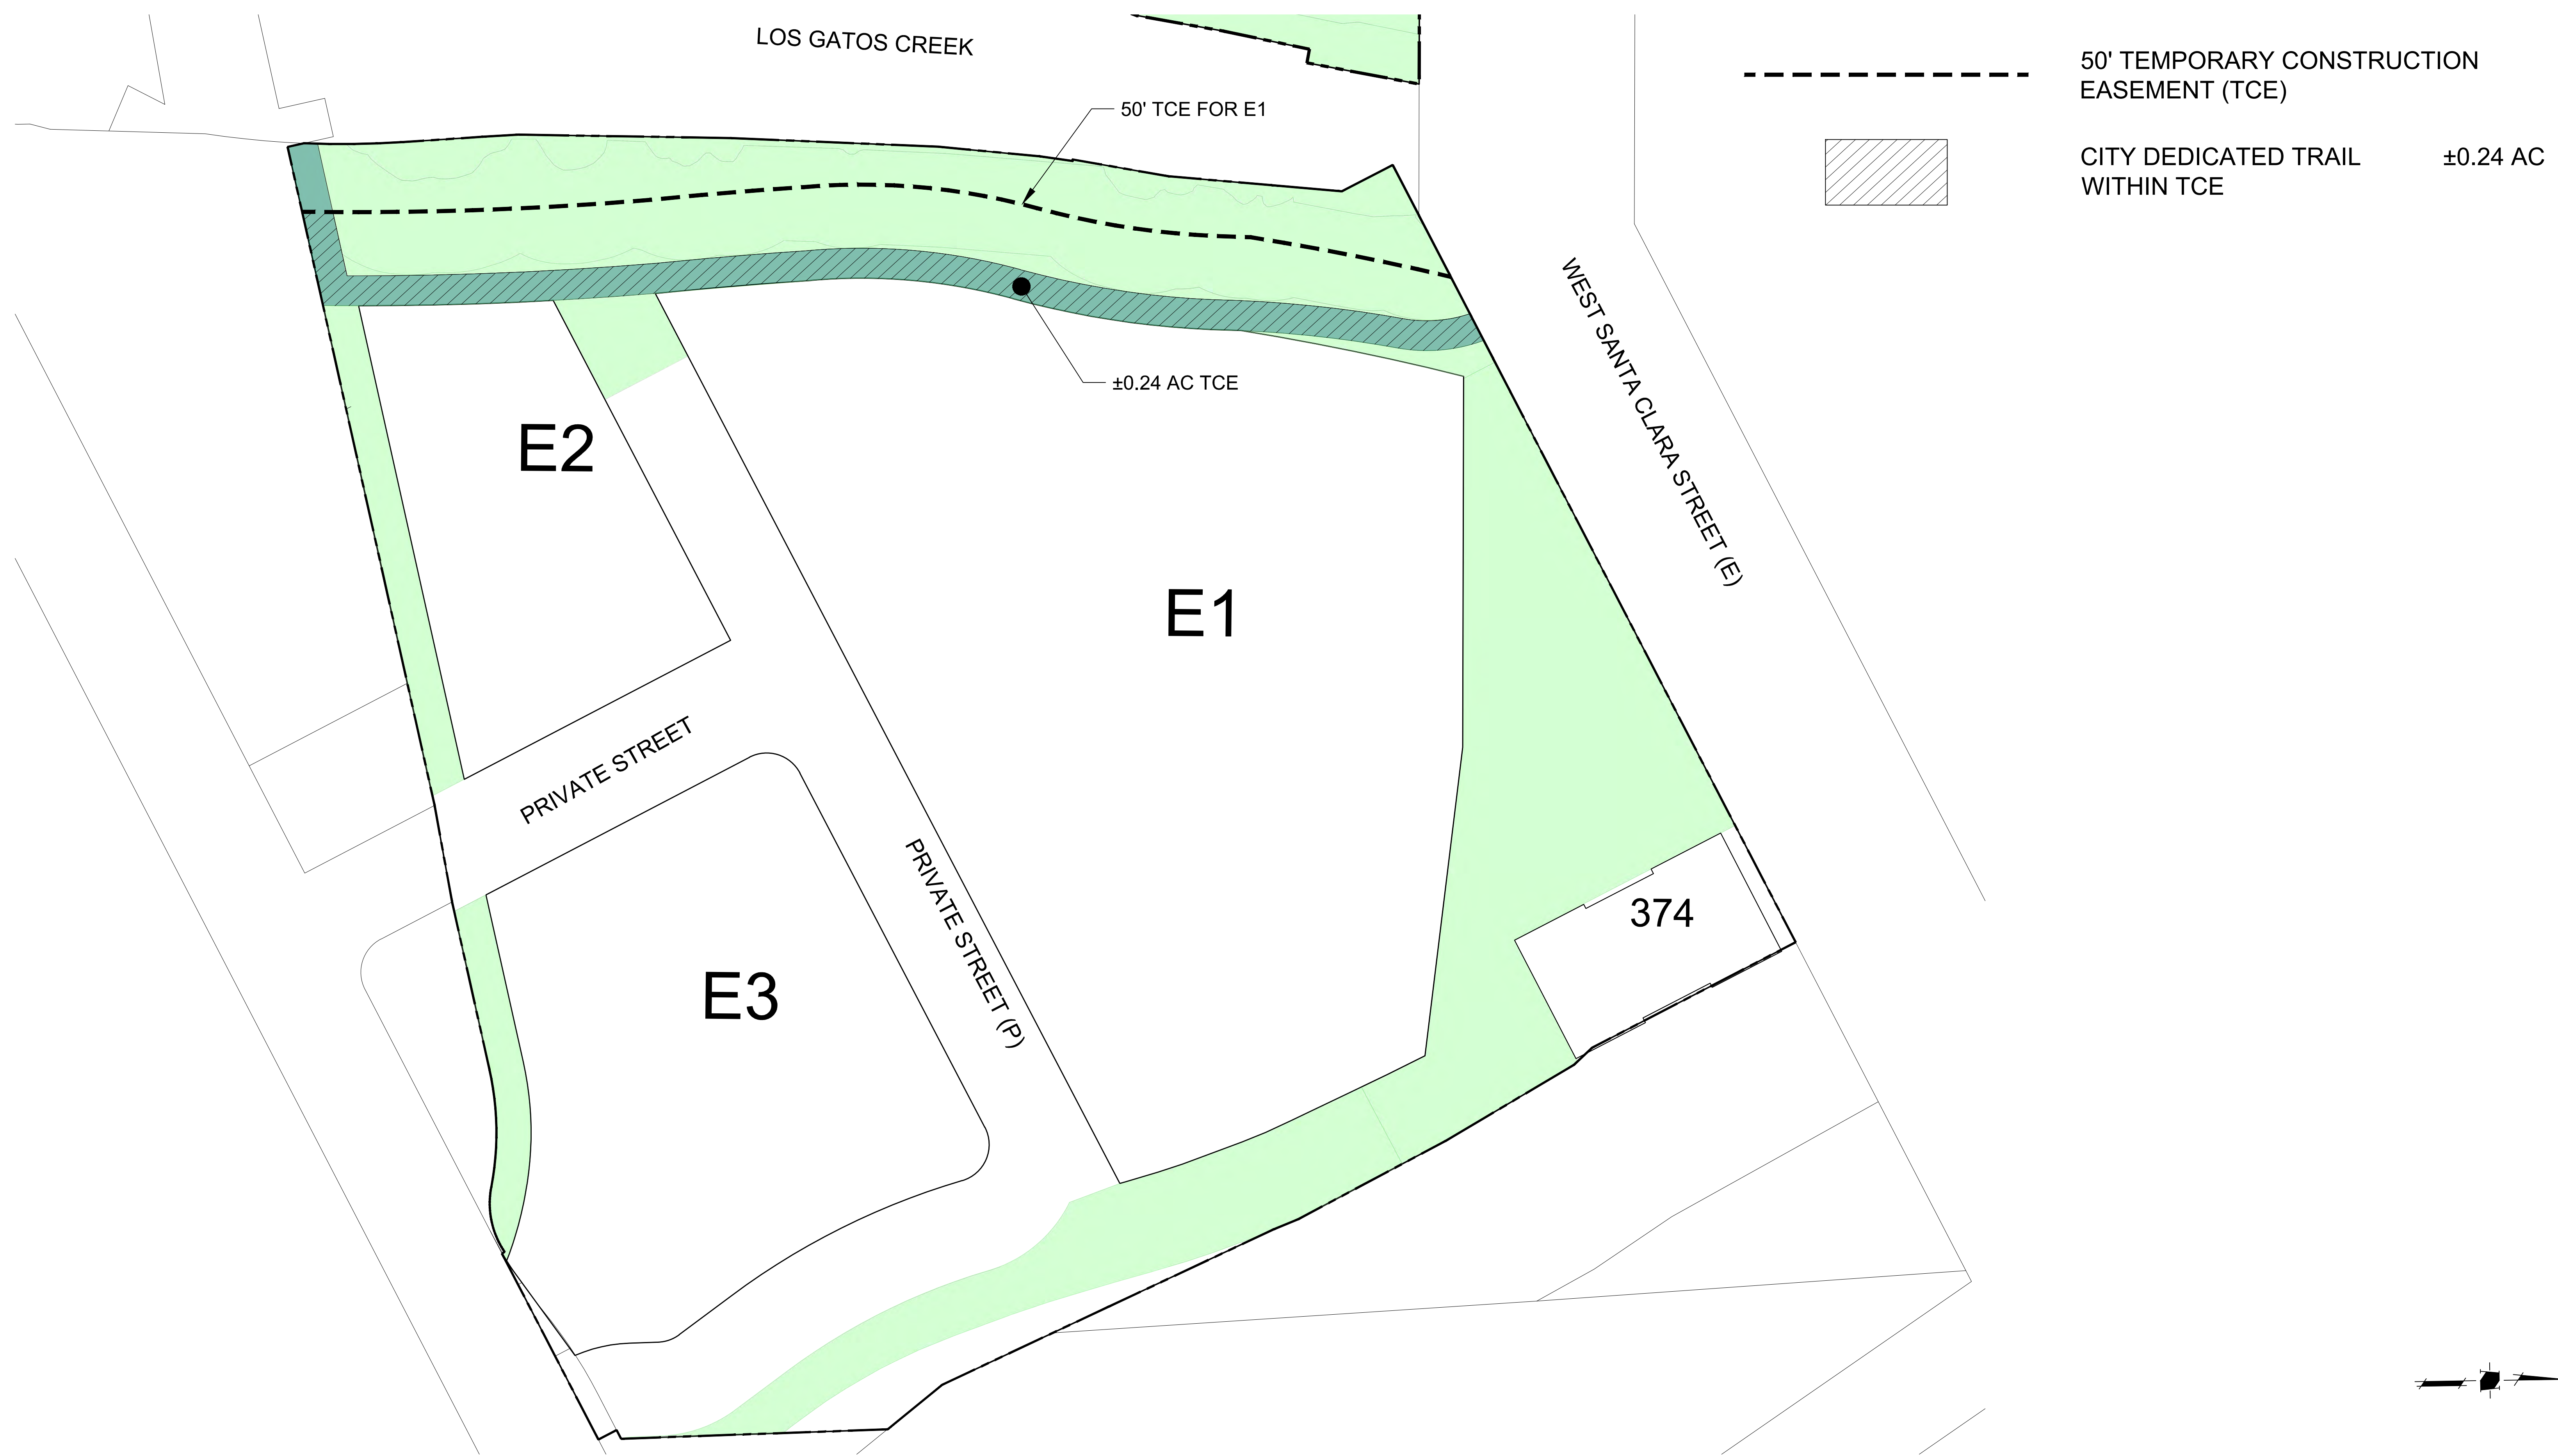 LOS GATOS CREEK
50' TEMPORARY CONSTRUCTION
EASEMENT (TCE)
50' TCE FOR E1
CITY DEDICATED TRAIL ±0.24 AC
WITHIN TCE
WEST SANTA CLARA STREET (E)
±0.24 AC TCE
E2
E1
PRIVATE STREET
PRIVATE STREET (P)
374
E3